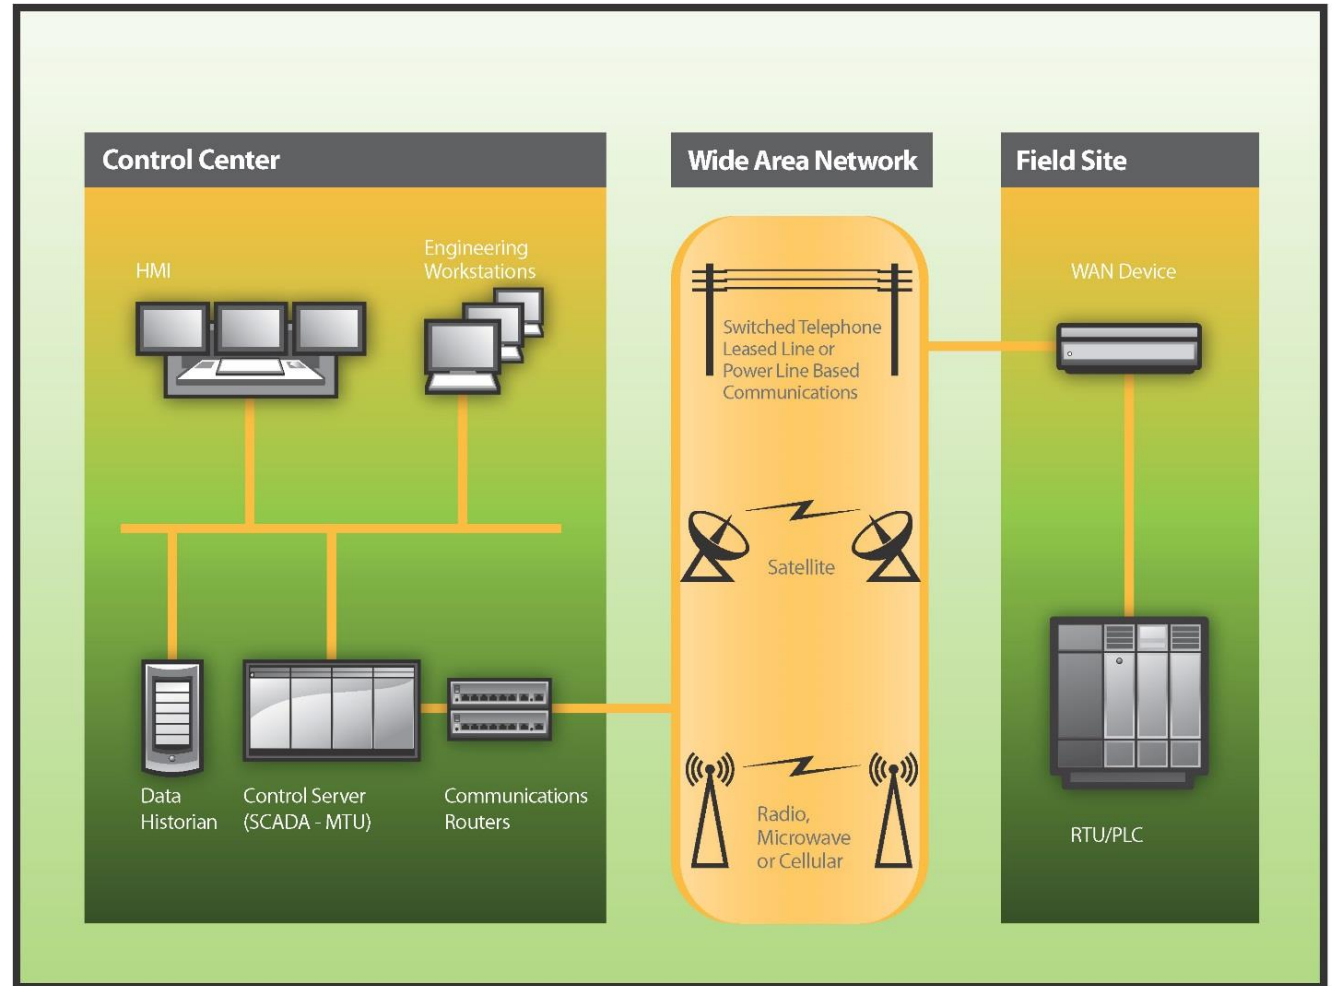 Control Center
HMI
Engineering
Workstations
Data
Historian
Control Server
(SCADA - MTU)
Communications
Routers
Wide Area Network
Switched Telephone
Leased Line or
Power Line Based
Communications
Satellite
Radio,
Microwave
or Cellular
Field Site
WAN Device
RTU/PLC